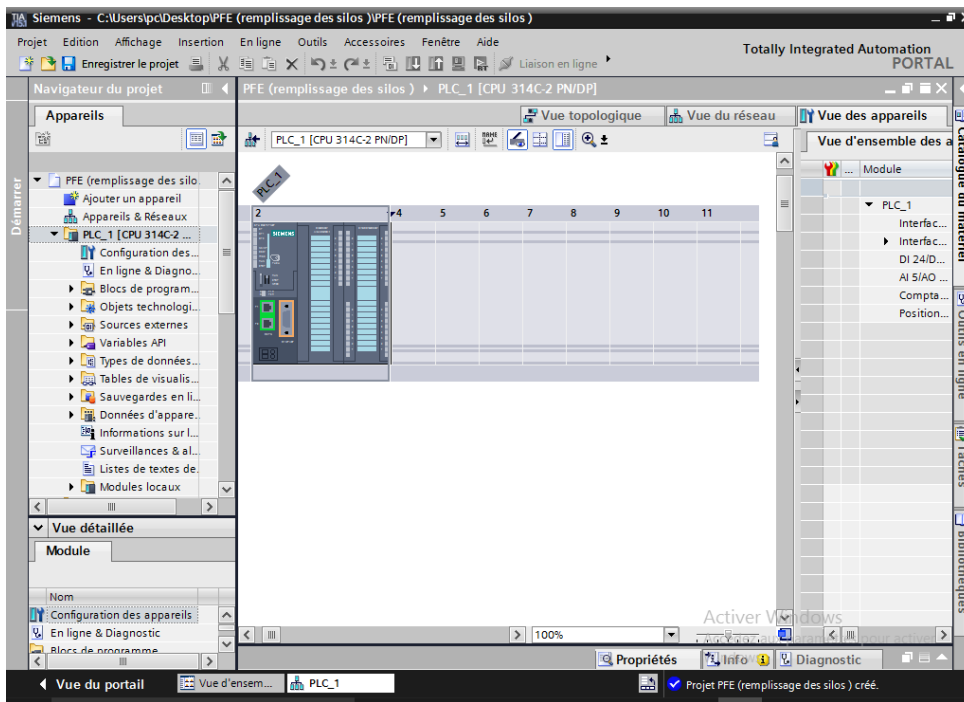 Siemens - C:\Users\pc\Desktop\PFE (remplissage des silos )\PFE (remplissage des silos )
Projet Edition Affichage Insertion En ligne Outils Accessoires Fenêtre Aide
Totally Integrated Automation
PORTAL
Enregistrer le projet
Liaison en ligne
Navigateur du projet
PFE (remplissage des silos ) PLC_1 [CPU 314C-2 PN/DP]
Appareils
Vue topologique
Vue du réseau
Vue des appareils
PLC_1 [CPU 314C-2 PN/DP]
Vue d'ensemble des a
Démarrer
PFE (remplissage des silo.
Ajouter un appareil
Appareils & Réseaux
PLC_1 [CPU 314C-2 ...
Configuration des...
En ligne & Diagno...
Blocs de program...
Objets technologi...
Sources externes
Variables API
Types de données...
Tables de visualis...
Sauvegardes en li...
Données d'appare..
Informations sur l...
Surveillances & al...
Listes de textes de.
Modules locaux
PLC_1
2 4 5 6 7 8 9 10 11
SIEMENS
... Module
PLC_1
Interfac...
Interfac...
DI 24/D...
AI 5/AO ...
Compta...
Position...
Catalogue du matériel
Outils en ligne
Tâches
Bibliothèques
Vue détaillée
Module
Nom
Configuration des appareils
En ligne & Diagnostic
Blocs de programme
100%
Activer Windows
Propriétés
Info
Diagnostic
Vue du portail
Vue d'ensem...
PLC_1
Projet PFE (remplissage des silos ) créé.